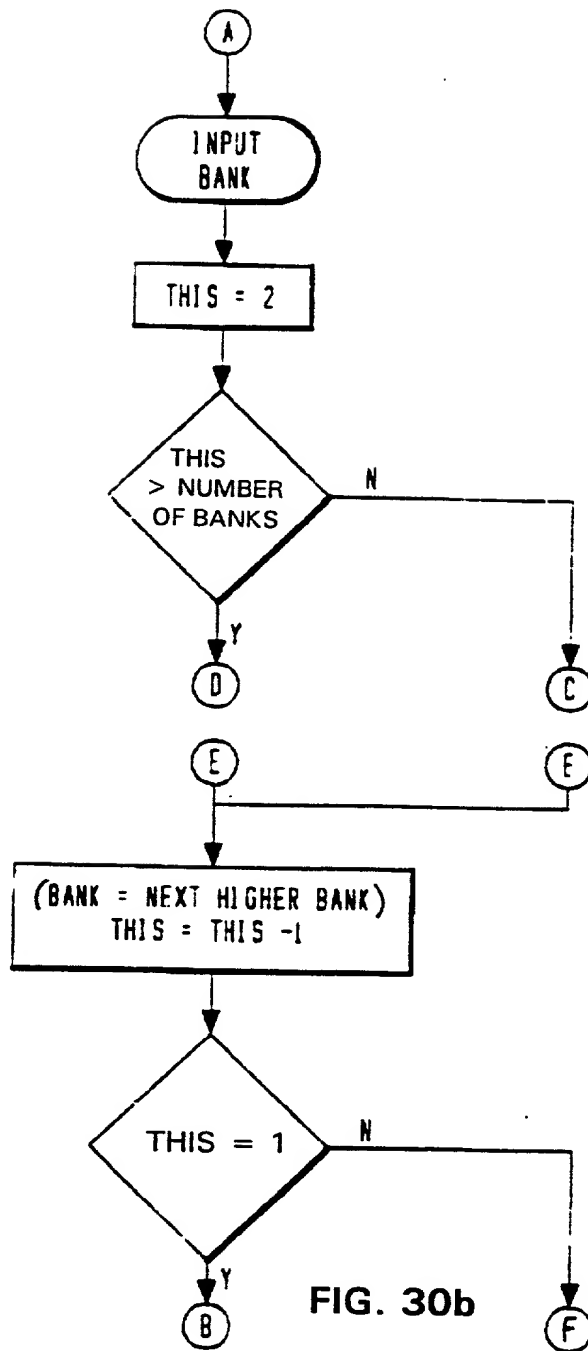 A
INPUT
BANK
THIS = 2
THIS
> NUMBER
OF BANKS
N
Y
D
C
E
E
(BANK = NEXT HIGHER BANK)
THIS = THIS -1
THIS = 1
N
Y
B
F
FIG. 30b